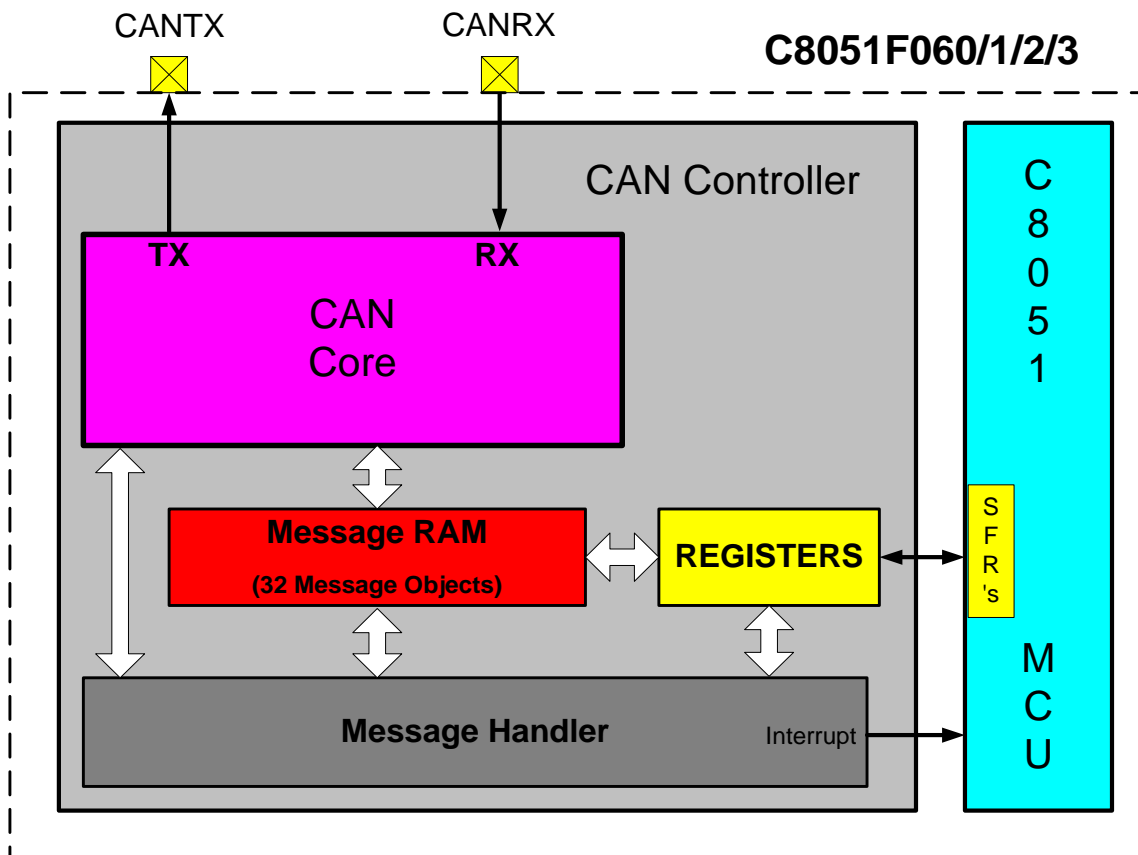 CANTX
CANRX
C8051F060/1/2/3
CAN Controller
TX
RX
CAN
Core
Message RAM
(32 Message Objects)
REGISTERS
Message Handler
Interrupt
C
8
0
5
1
S
F
R
's
M
C
U